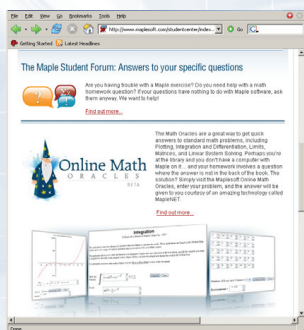 File Edit View Go Bookmarks Tools Help
http://www.maplesoft.com/studentcenter/index. Go
Getting Started Latest Headlines
The Maple Student Forum: Answers to your specific questions
Are you having trouble with a Maple exercise? Do you need help with a math
homework question? If your questions have nothing to do with Maple software, ask
them anyway. We want to help!
Find out more...
Online Math
ORACLES
BETA
The Math Oracles are a great way to get quick
answers to standard math problems, including
Plotting, Integration and Differentiation, Limits,
Matrices, and Linear System Solving. Perhaps you're
at the library and you don't have a computer with
Maple on it... and your homework involves a question
where the answer is not in the back of the book. The
solution? Simply visit the Maplesoft Online Math
Oracles, enter your problem, and the answer will be
given to you courtesy of an amazing technology called
MapleNET.
Find out more...
Integration
Done